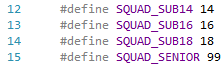 12 #define SQUAD_SUB14 14
13 #define SQUAD_SUB16 16
14 #define SQUAD_SUB18 18
15 #define SQUAD_SENIOR 99